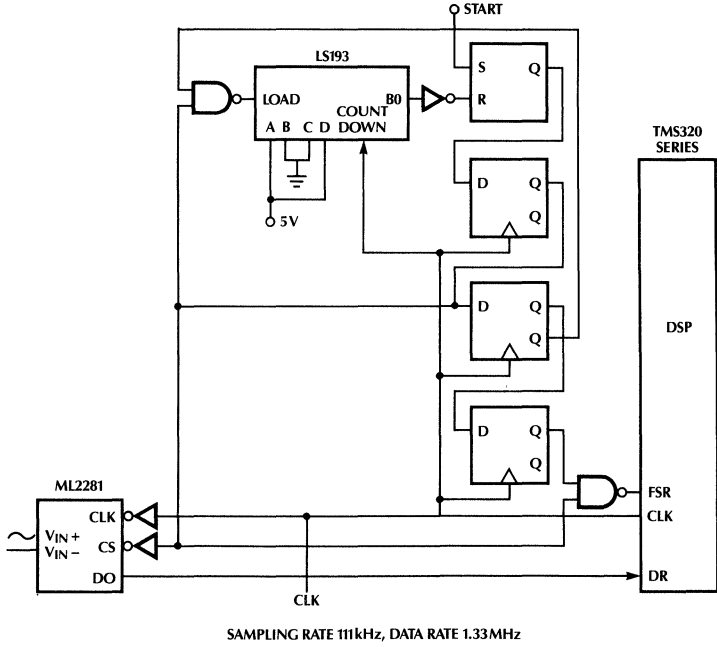 START
LS193
S Q
R
LOAD
B0
COUNT
DOWN
A B C D
5V
TMS320
SERIES
D Q
Q
D Q
Q
DSP
D Q
Q
ML2281
CLK
VIN +
VIN −
CS
DO
FSR
CLK
DR
CLK
SAMPLING RATE 111kHz, DATA RATE 1.33MHz